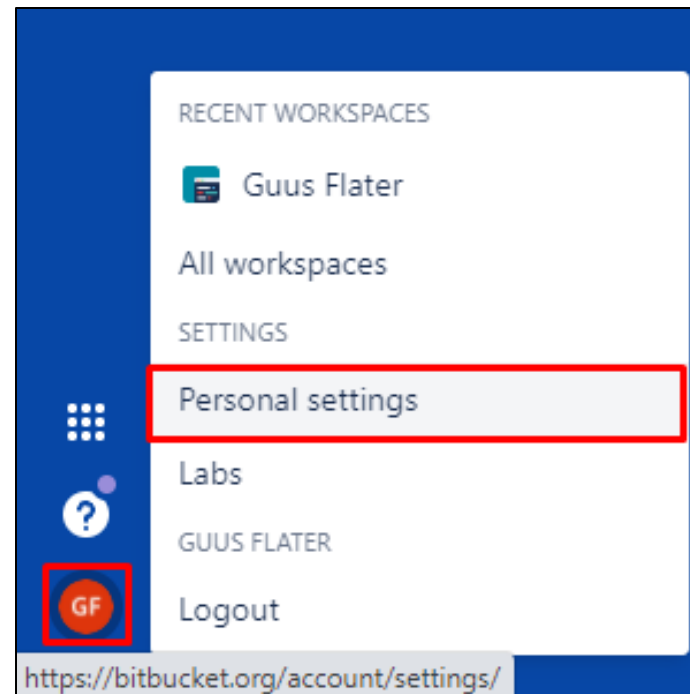 RECENT WORKSPACES
Guus Flater
All workspaces
SETTINGS
Personal settings
Labs
?
GUUS FLATER
GF
Logout
https://bitbucket.org/account/settings/